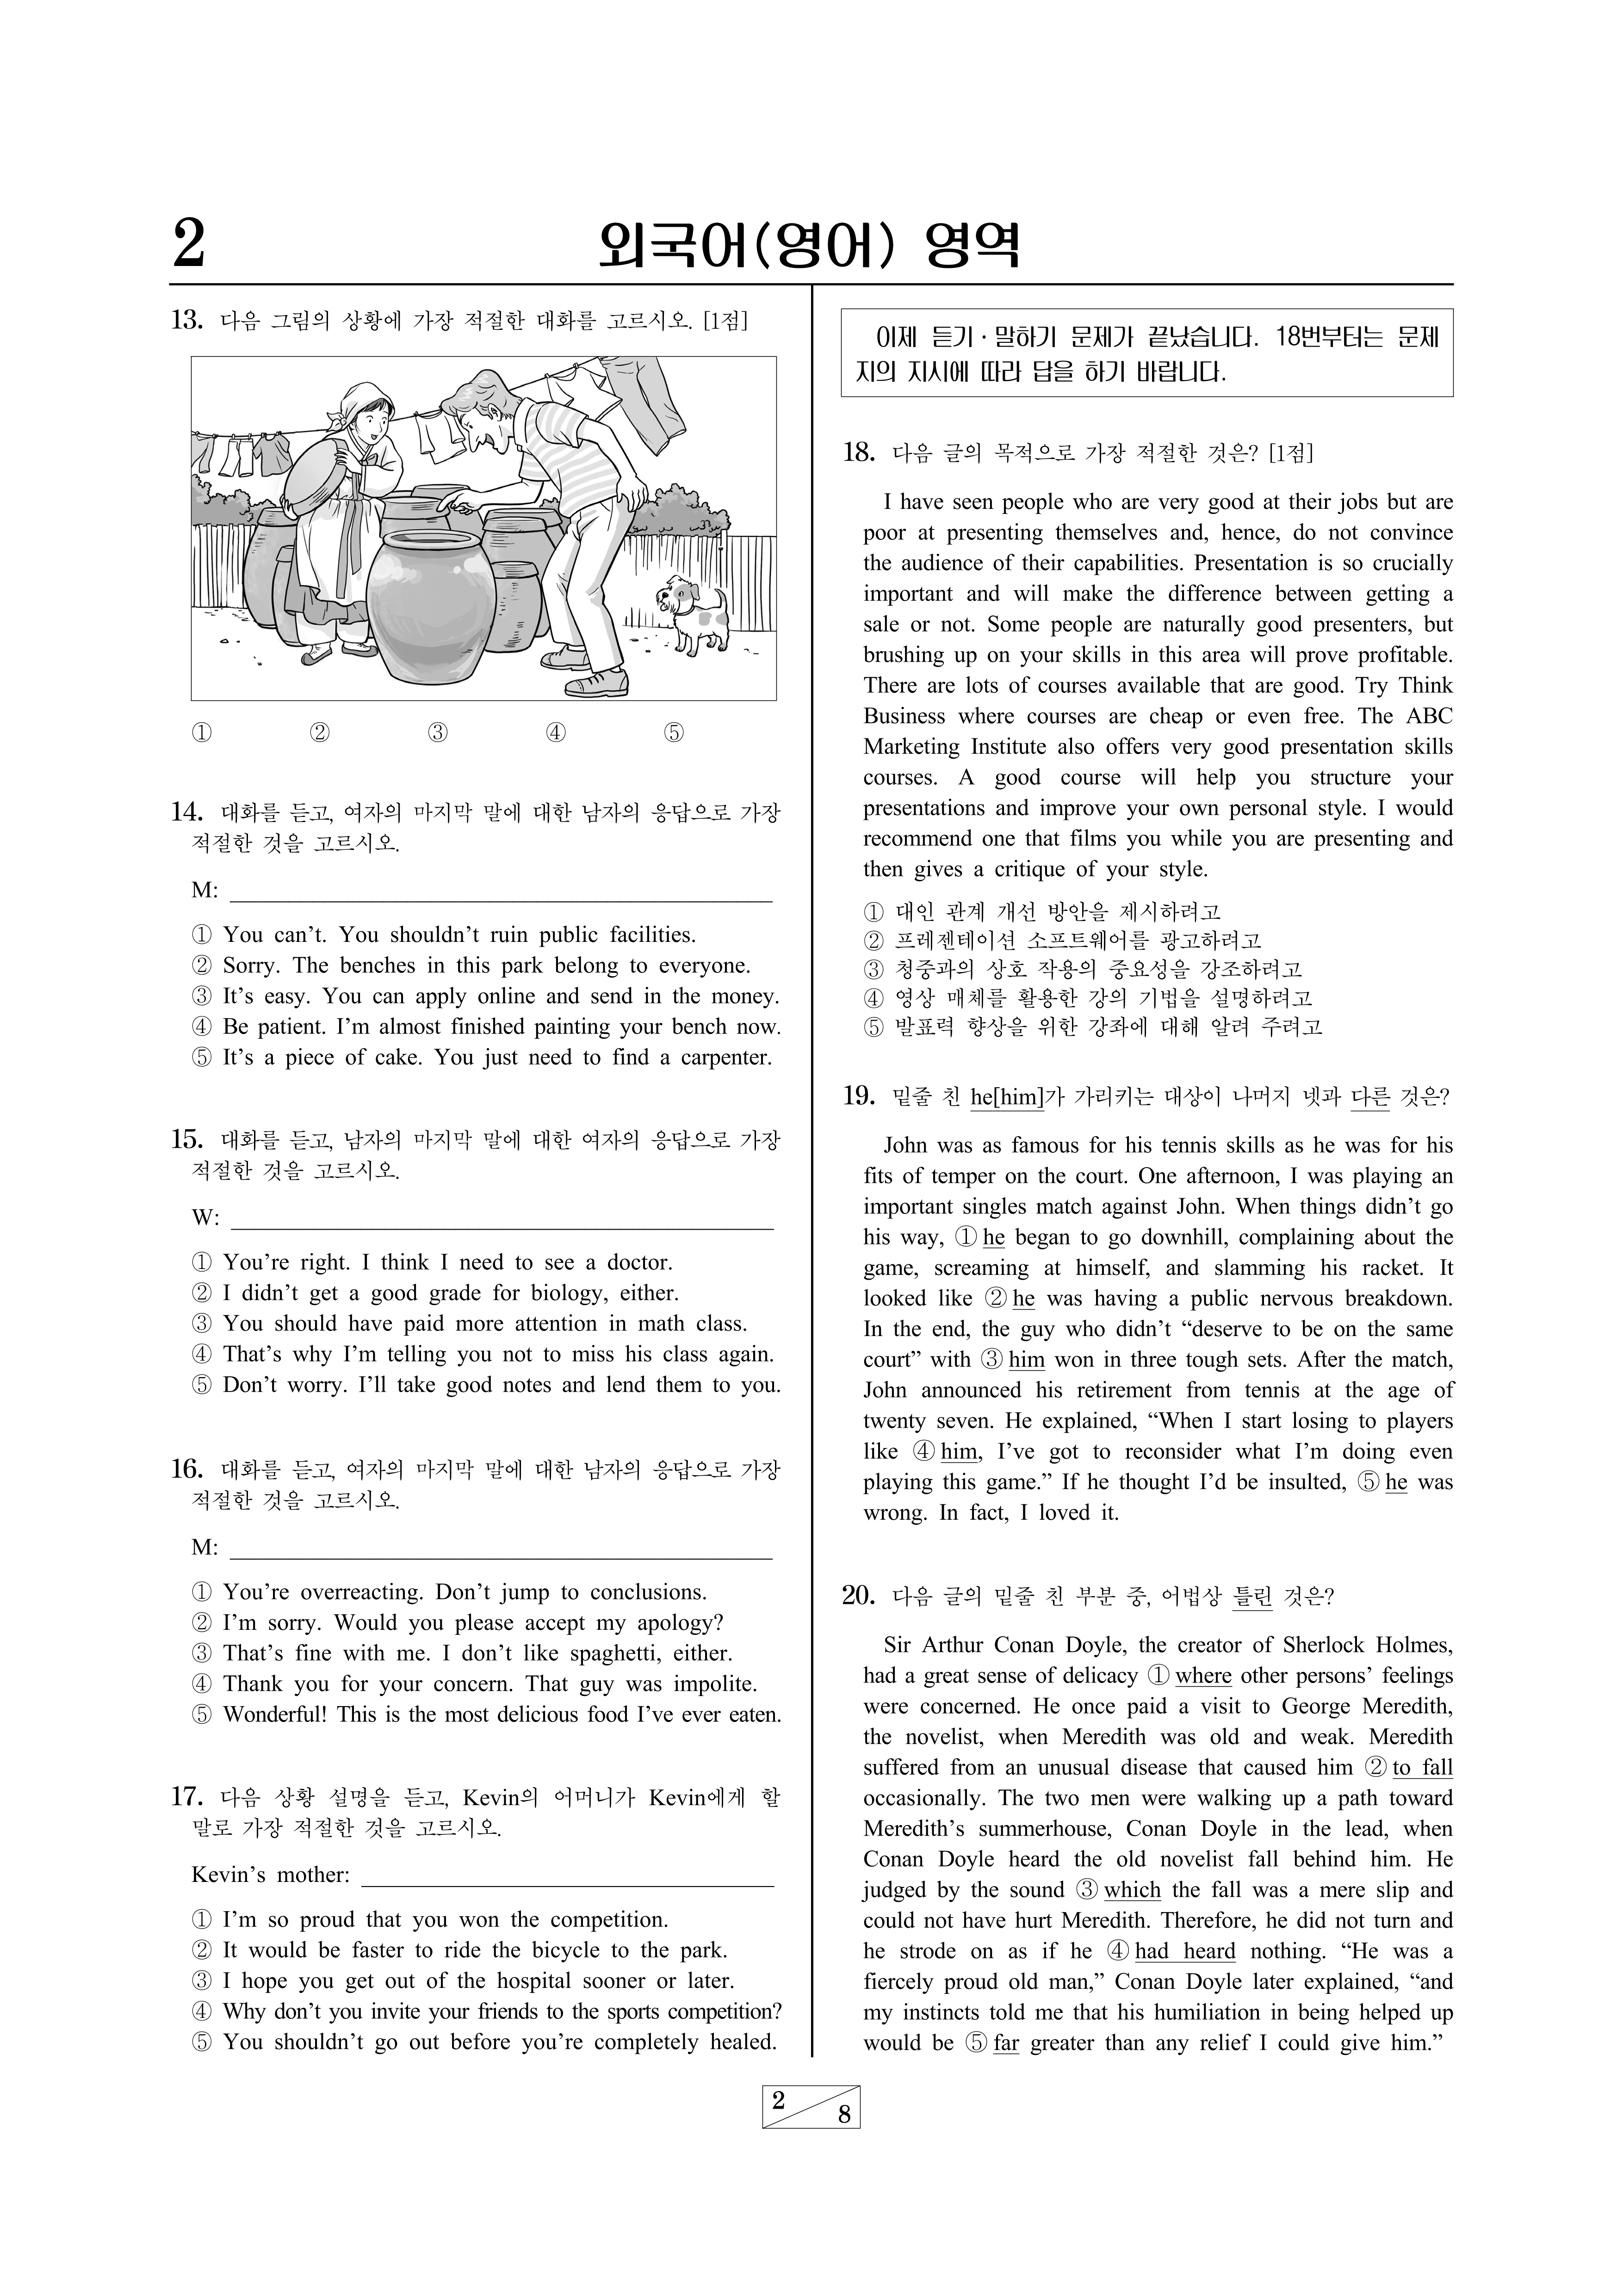 2
외국어(영어) 영역
13. 다음 그림의 상황에 가장 적절한 대화를 고르시오. [1점]
① ② ③ ④ ⑤
14. 대화를 듣고, 여자의 마지막 말에 대한 남자의 응답으로 가장
적절한 것을 고르시오.
M:
① You can’t. You shouldn’t ruin public facilities.
② Sorry. The benches in this park belong to everyone.
③ It’s easy. You can apply online and send in the money.
④ Be patient. I’m almost finished painting your bench now.
⑤ It’s a piece of cake. You just need to find a carpenter.
15. 대화를 듣고, 남자의 마지막 말에 대한 여자의 응답으로 가장
적절한 것을 고르시오.
W:
① You’re right. I think I need to see a doctor.
② I didn’t get a good grade for biology, either.
③ You should have paid more attention in math class.
④ That’s why I’m telling you not to miss his class again.
⑤ Don’t worry. I’ll take good notes and lend them to you.
16. 대화를 듣고, 여자의 마지막 말에 대한 남자의 응답으로 가장
적절한 것을 고르시오.
M:
① You’re overreacting. Don’t jump to conclusions.
② I’m sorry. Would you please accept my apology?
③ That’s fine with me. I don’t like spaghetti, either.
④ Thank you for your concern. That guy was impolite.
⑤ Wonderful! This is the most delicious food I’ve ever eaten.
17. 다음 상황 설명을 듣고, Kevin의 어머니가 Kevin에게 할
말로 가장 적절한 것을 고르시오.
Kevin’s mother:
① I’m so proud that you won the competition.
② It would be faster to ride the bicycle to the park.
③ I hope you get out of the hospital sooner or later.
④ Why don’t you invite your friends to the sports competition?
⑤ You shouldn’t go out before you’re completely healed.
이제 듣기·말하기 문제가 끝났습니다. 18번부터는 문제
지의 지시에 따라 답을 하기 바랍니다.
18. 다음 글의 목적으로 가장 적절한 것은? [1점]
I have seen people who are very good at their jobs but are
poor at presenting themselves and, hence, do not convince
the audience of their capabilities. Presentation is so crucially
important and will make the difference between getting a
sale or not. Some people are naturally good presenters, but
brushing up on your skills in this area will prove profitable.
There are lots of courses available that are good. Try Think
Business where courses are cheap or even free. The ABC
Marketing Institute also offers very good presentation skills
courses. A good course will help you structure your
presentations and improve your own personal style. I would
recommend one that films you while you are presenting and
then gives a critique of your style.
① 대인 관계 개선 방안을 제시하려고
② 프레젠테이션 소프트웨어를 광고하려고
③ 청중과의 상호 작용의 중요성을 강조하려고
④ 영상 매체를 활용한 강의 기법을 설명하려고
⑤ 발표력 향상을 위한 강좌에 대해 알려 주려고
19. 밑줄 친 he[him]가 가리키는 대상이 나머지 넷과 다른 것은?
John was as famous for his tennis skills as he was for his
fits of temper on the court. One afternoon, I was playing an
important singles match against John. When things didn’t go
his way, ① he began to go downhill, complaining about the
game, screaming at himself, and slamming his racket. It
looked like ② he was having a public nervous breakdown.
In the end, the guy who didn’t “deserve to be on the same
court” with ③ him won in three tough sets. After the match,
John announced his retirement from tennis at the age of
twenty seven. He explained, “When I start losing to players
like ④ him, I’ve got to reconsider what I’m doing even
playing this game.” If he thought I’d be insulted, ⑤ he was
wrong. In fact, I loved it.
20. 다음 글의 밑줄 친 부분 중, 어법상 틀린 것은?
Sir Arthur Conan Doyle, the creator of Sherlock Holmes,
had a great sense of delicacy ① where other persons’ feelings
were concerned. He once paid a visit to George Meredith,
the novelist, when Meredith was old and weak. Meredith
suffered from an unusual disease that caused him ② to fall
occasionally. The two men were walking up a path toward
Meredith’s summerhouse, Conan Doyle in the lead, when
Conan Doyle heard the old novelist fall behind him. He
judged by the sound ③ which the fall was a mere slip and
could not have hurt Meredith. Therefore, he did not turn and
he strode on as if he ④ had heard nothing. “He was a
fiercely proud old man,” Conan Doyle later explained, “and
my instincts told me that his humiliation in being helped up
would be ⑤ far greater than any relief I could give him.”
2
8